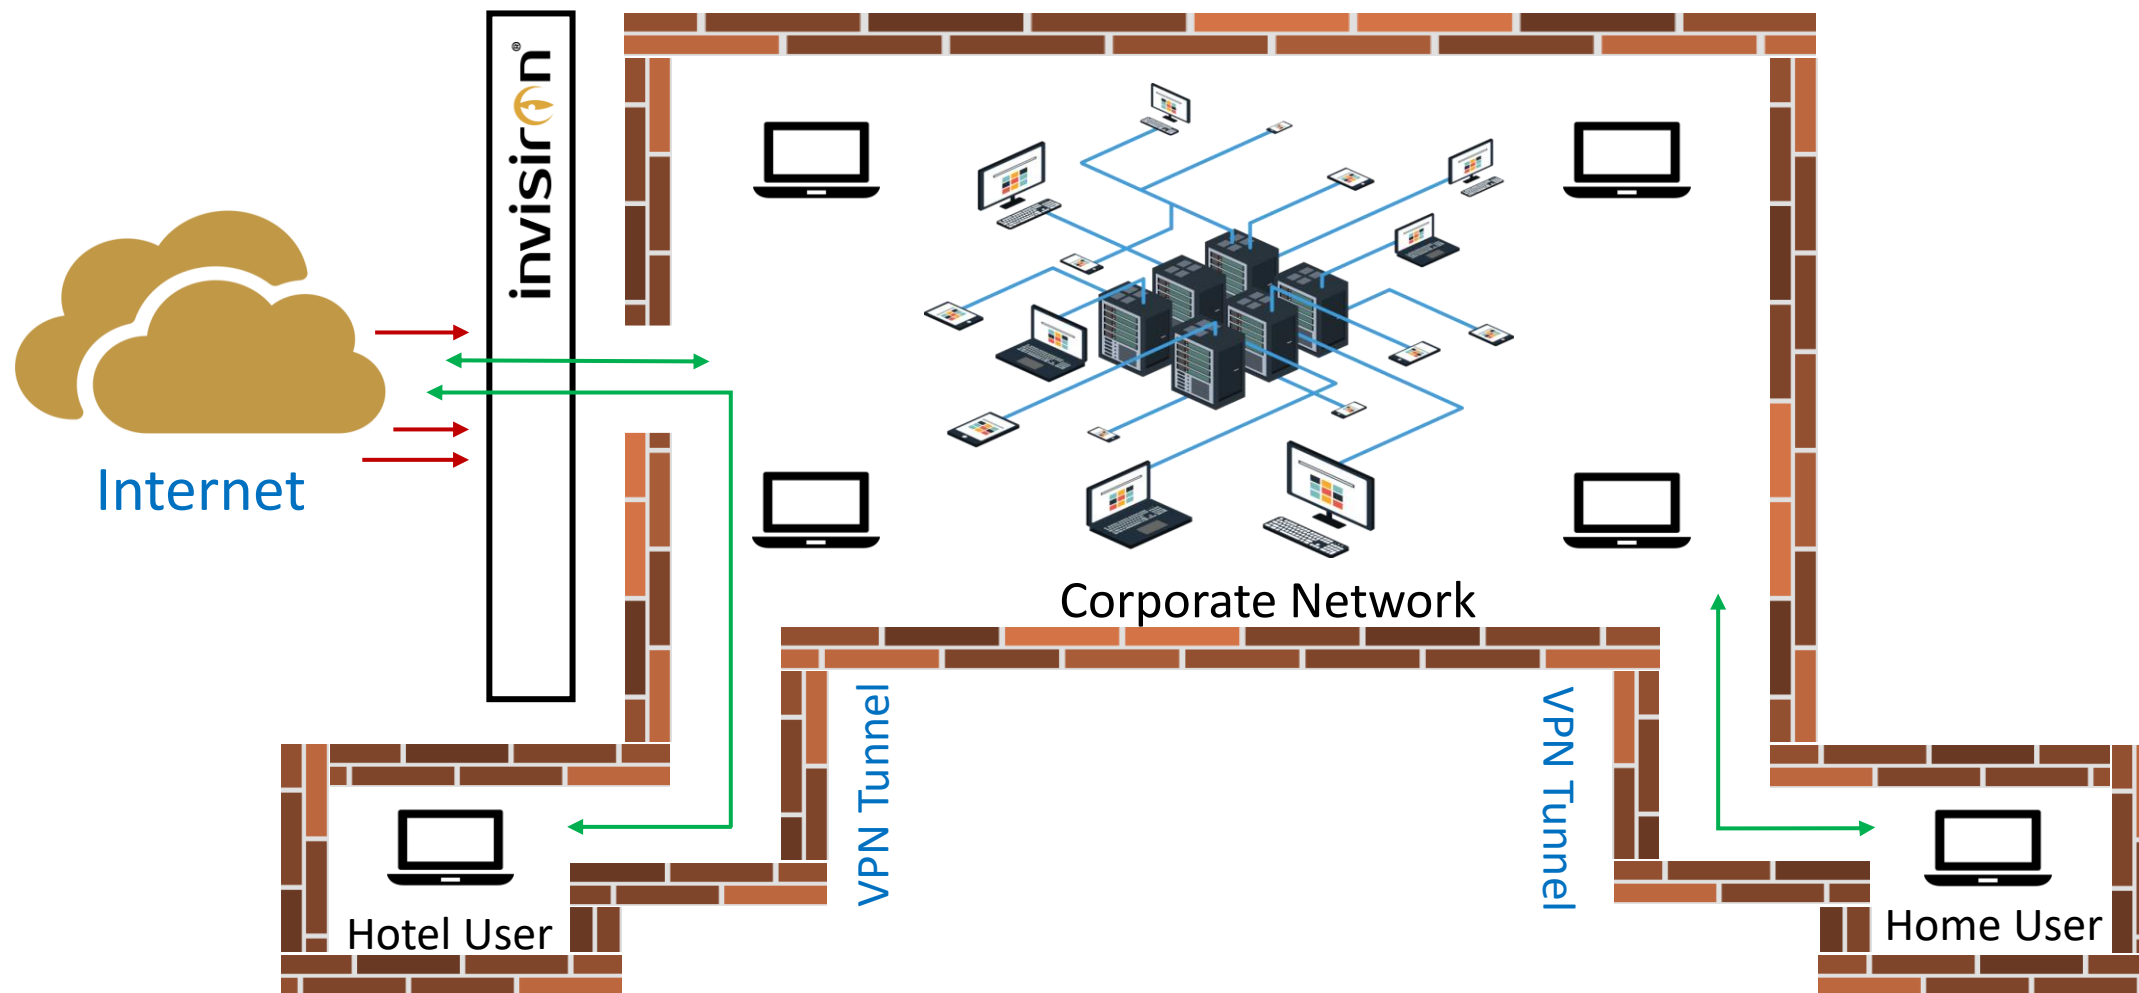 invisiron®
Internet
Corporate Network
VPN Tunnel
VPN Tunnel
Hotel User
Home User